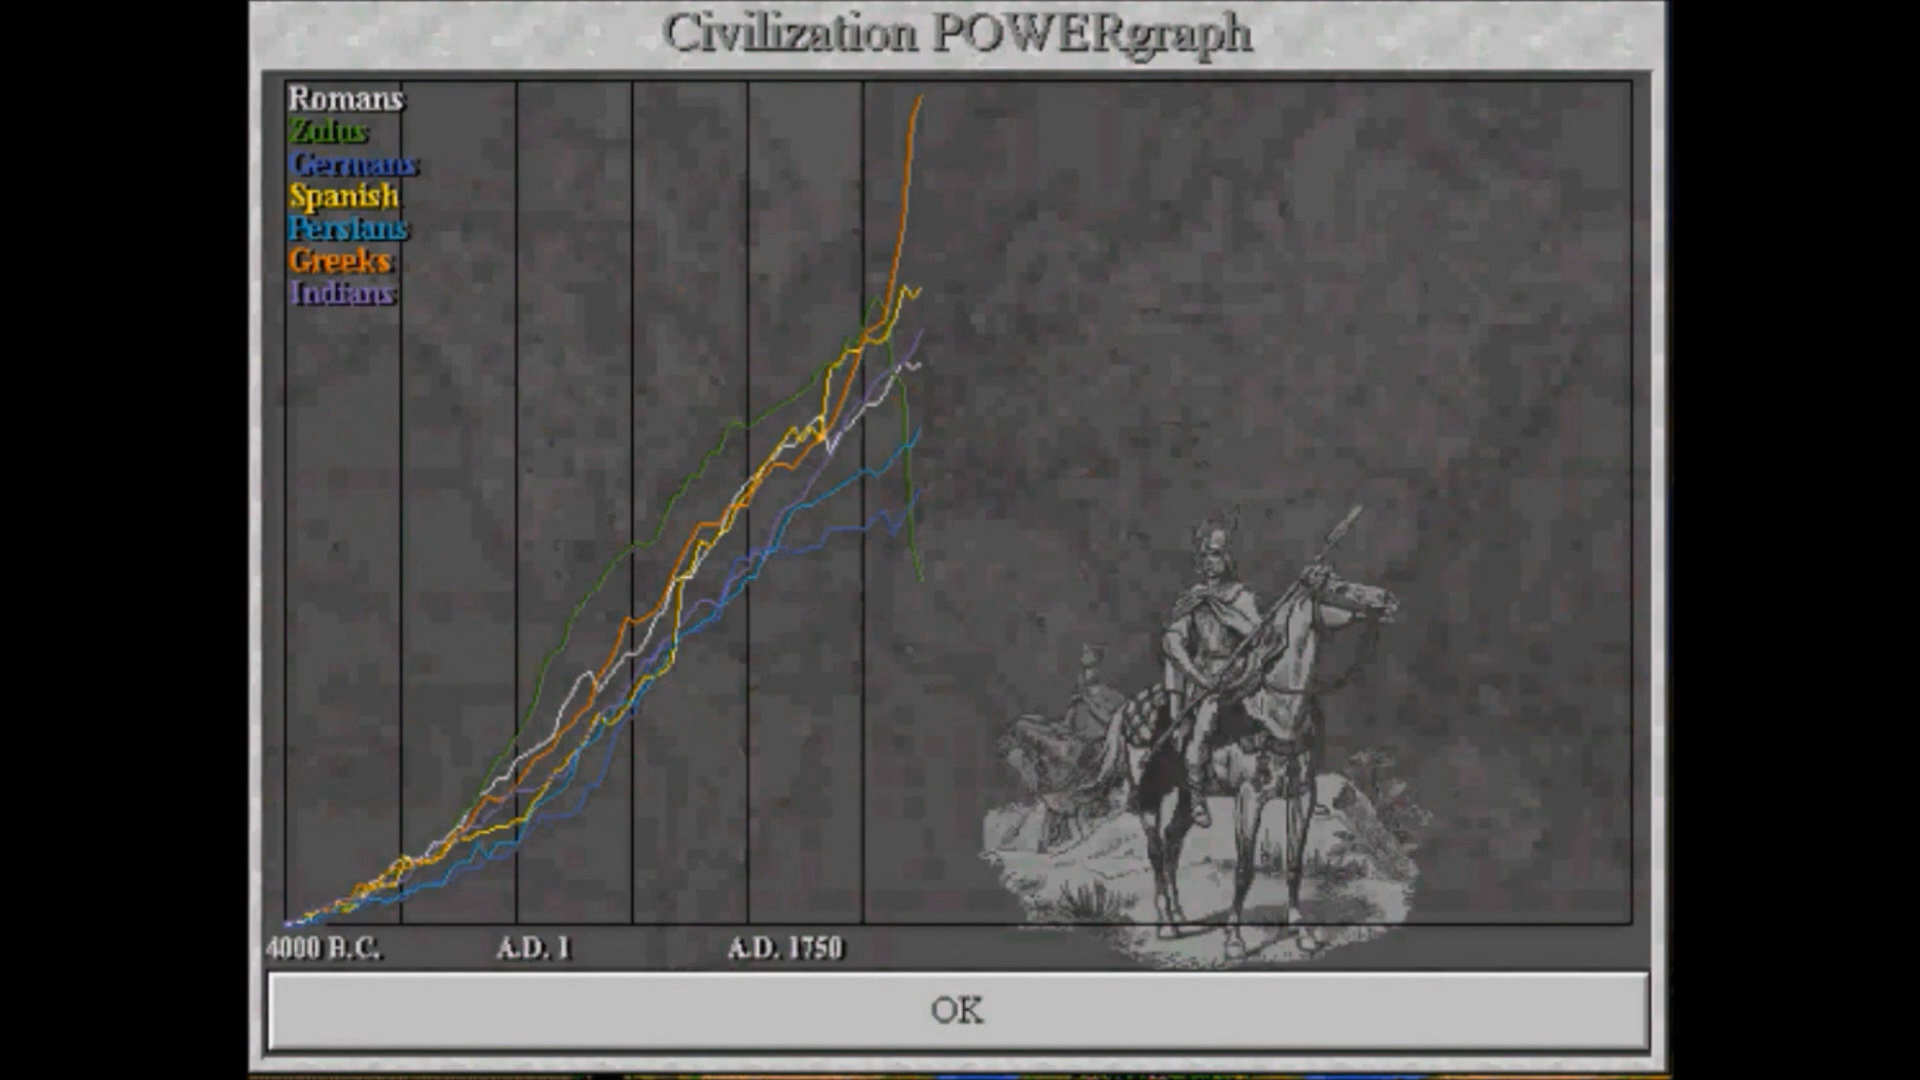 Civilization POWERgraph
Romans
Zulus
Germans
Spanish
Persians
Greeks
Indians
4000 B.C.
A.D. 1
A.D. 1750
OK